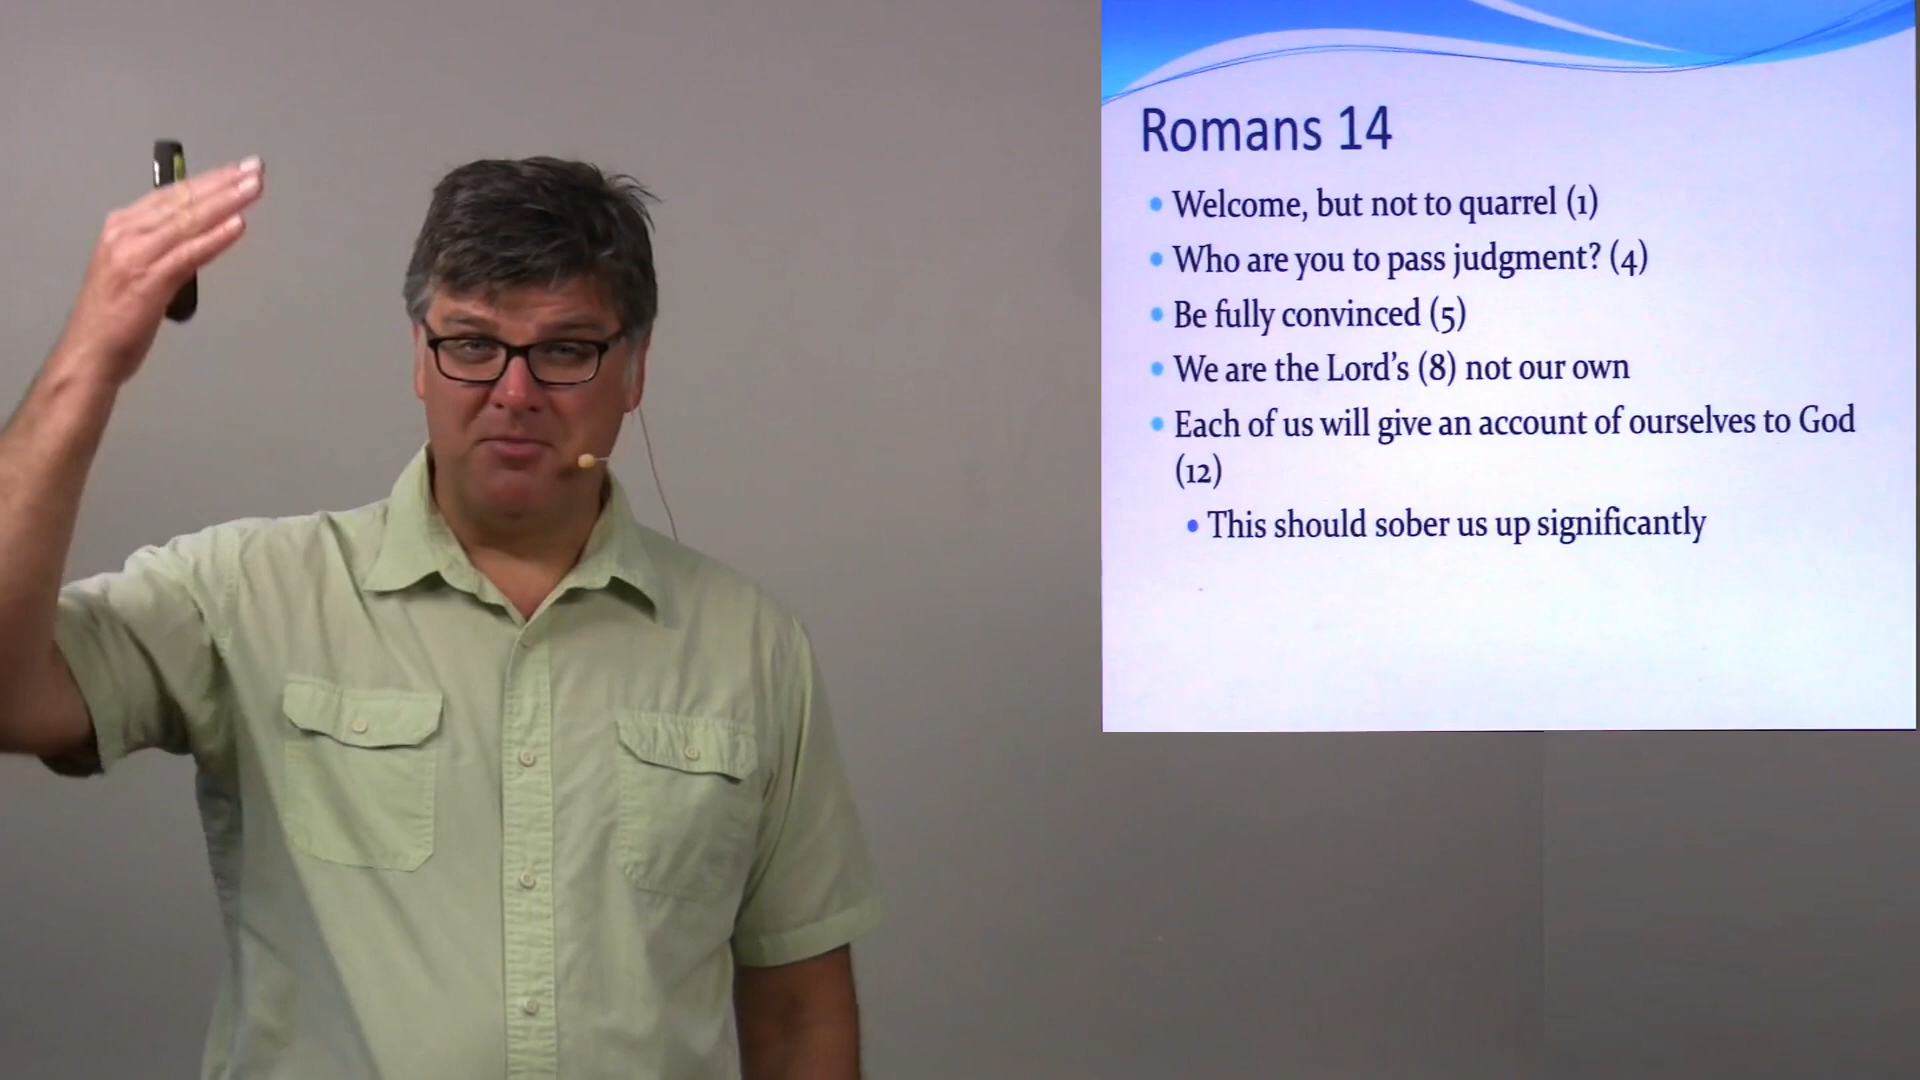 Romans 14
• Welcome, but not to quarrel (1)
• Who are you to pass judgment? (4)
• Be fully convinced (5)
• We are the Lord’s (8) not our own
• Each of us will give an account of ourselves to God
(12)
• This should sober us up significantly